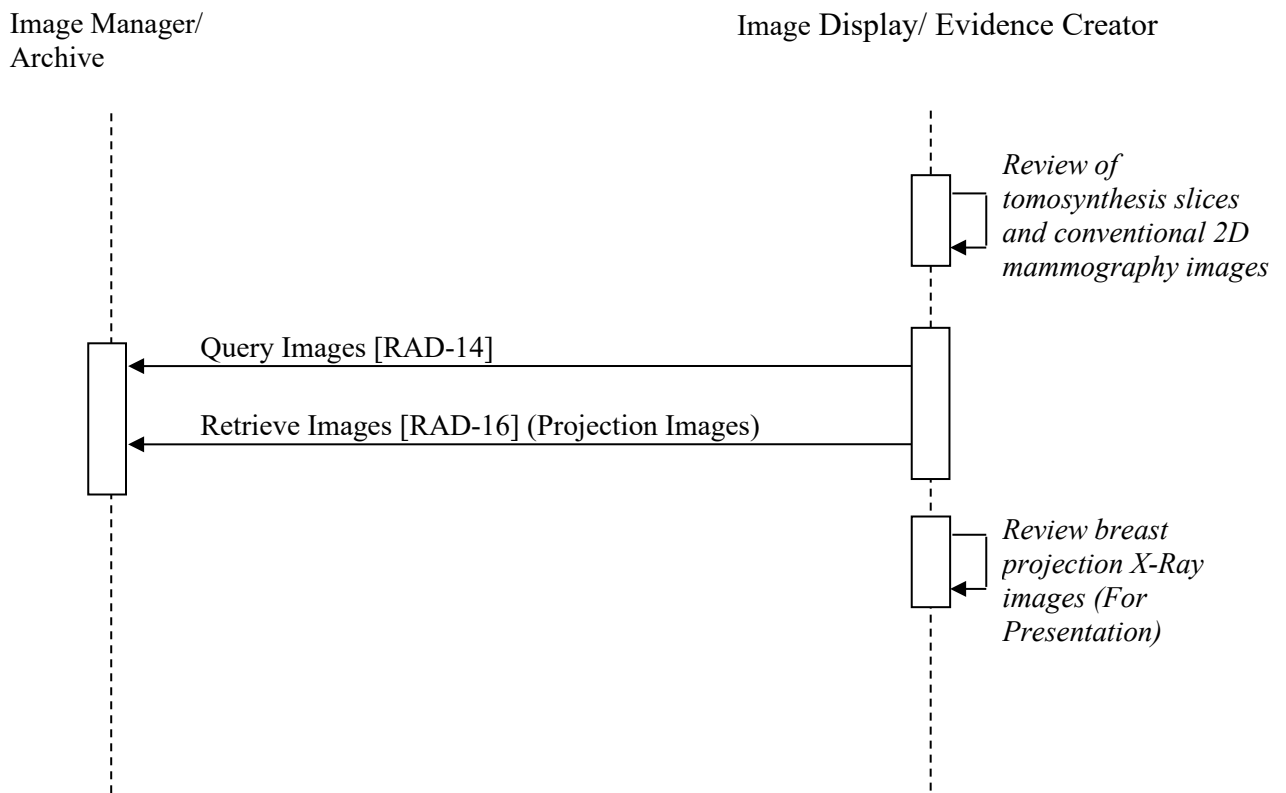 Image Manager/
Archive
Image Display/ Evidence Creator
Review of
tomosynthesis slices
and conventional 2D
mammography images
Query Images [RAD-14]
Retrieve Images [RAD-16] (Projection Images)
Review breast
projection X-Ray
images (For
Presentation)